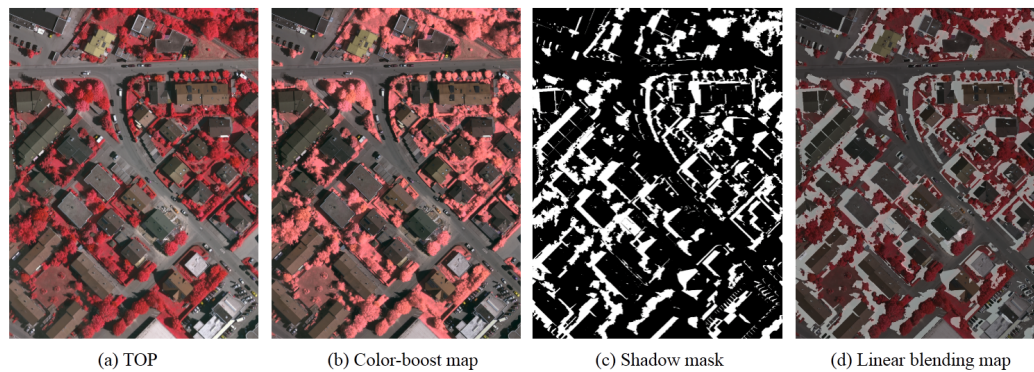 (a) TOP
(b) Color-boost map
(c) Shadow mask
(d) Linear blending map